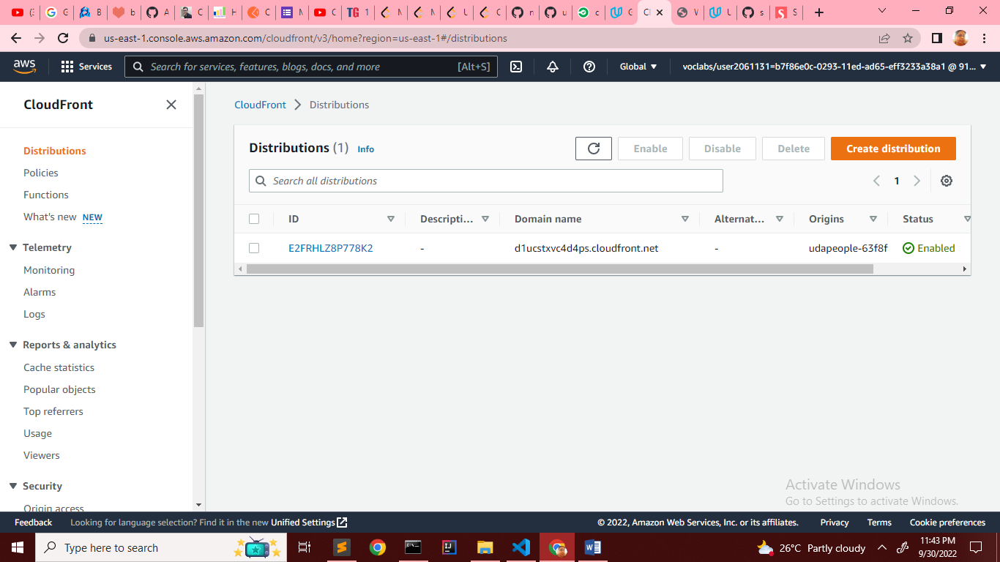 us-east-1.console.aws.amazon.com/cloudfront/v3/home?region=us-east-1#/distributions
aws
Services
Search for services, features, blogs, docs, and more
[Alt+S]
Global
voclabs/user2061131=b7f86e0c-0293-11ed-ad65-eff3233a38a1 @ 91...
CloudFront
Distributions
Policies
Functions
What's new NEW
Telemetry
Monitoring
Alarms
Logs
Reports & analytics
Cache statistics
Popular objects
Top referrers
Usage
Viewers
Security
Origin access
CloudFront
Distributions
Distributions (1) Info
Enable
Disable
Delete
Create distribution
Search all distributions
1
ID
Descripti...
Domain name
Alternat...
Origins
Status
E2FRHLZ8P778K2
-
d1ucstxvc4d4ps.cloudfront.net
-
udapeople-63f8f
Enabled
Activate Windows
Go to Settings to activate Windows.
Feedback
Looking for language selection? Find it in the new Unified Settings
© 2022, Amazon Web Services, Inc. or its affiliates.
Privacy
Terms
Cookie preferences
Type here to search
26°C Partly cloudy
11:43 PM
9/30/2022